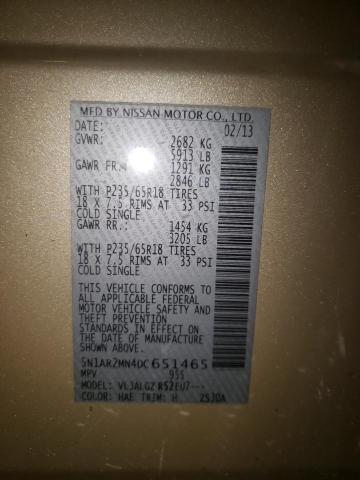 MFD BY NISSAN MOTOR CO., LTD.
DATE: 02/13
GVWR: 2682 KG
5913 LB
GAWR FR: 1291 KG
2846 LB
WITH P235/65R18 TIRES
18 X 7.5 RIMS AT 33 PSI
COLD SINGLE
GAWR RR.: 1454 KG
3205 LB
WITH P235/65R18 TIRES
18 X 7.5 RIMS AT 33 PSI
COLD SINGLE
THIS VEHICLE CONFORMS TO
ALL APPLICABLE FEDERAL
MOTOR VEHICLE SAFETY AND
THEFT PREVENTION
STANDARDS IN EFFECT ON
THE DATE OF MANUFACTURE
SHOWN ABOVE.
5N1AR2MN4DC651465
MPV
MODEL: VLJALGZ R52EU7---
COLOR: HAE TRIM: H